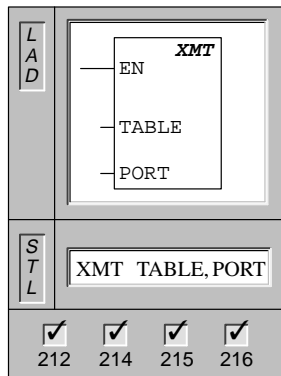 L
A
D
XMT
EN
TABLE
PORT
S
T
L
XMT TABLE, PORT
212 214 215 216